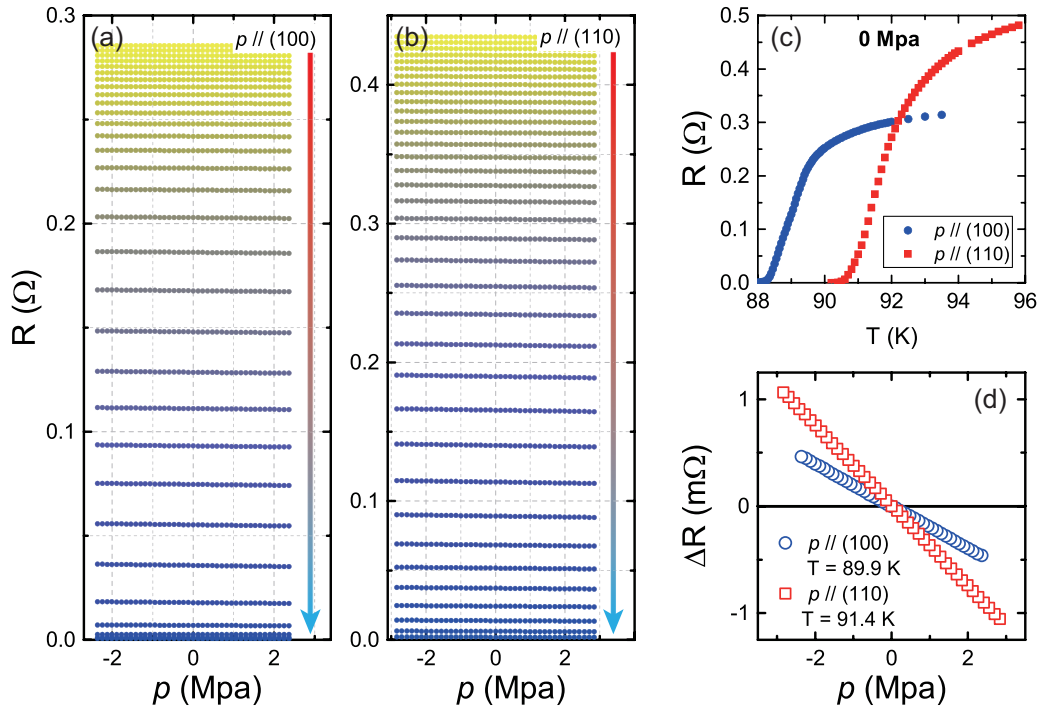 (a)
p // (100)
0.3
0.2
0.1
0.0
R (Ω)
-2
0
2
p (Mpa)
(b)
p // (110)
0.4
0.3
0.2
0.1
0.0
-2
0
2
p (Mpa)
(c)
0 Mpa
0.5
0.4
0.3
0.2
0.1
0.0
R (Ω)
p // (100)
p // (110)
88
90
92
94
96
T (K)
(d)
1
0
-1
ΔR (mΩ)
p // (100)
T = 89.9 K
p // (110)
T = 91.4 K
-2
0
2
p (Mpa)